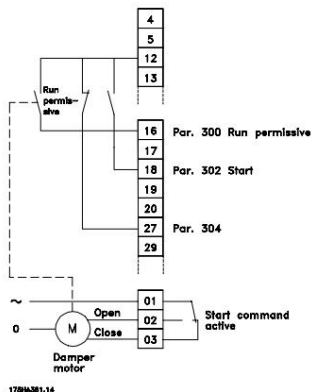 4
5
12
13
Run
permis-
sive
16 Par. 300 Run permissive
17
18 Par. 302 Start
19
20
27 Par. 304
29
~ 01
Open 02 Start command
active
0 M Close 03
Damper
motor
175HA381.14